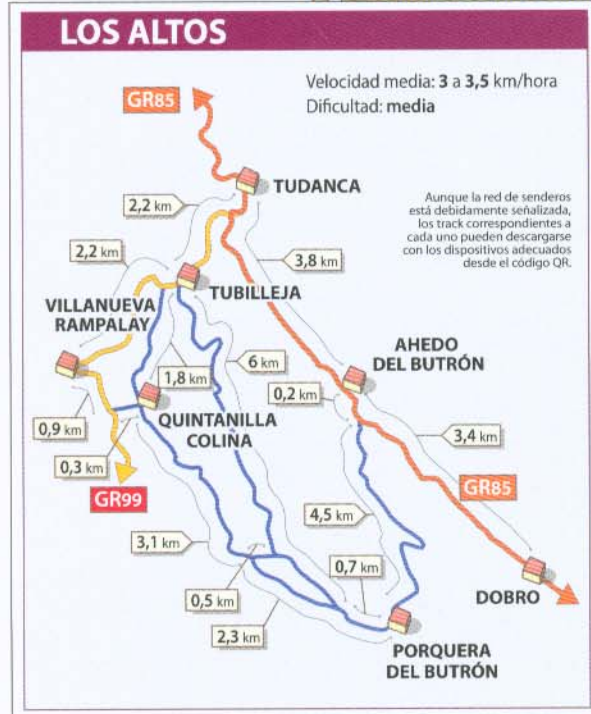 LOS ALTOS
Velocidad media: 3 a 3,5 km/hora
Dificultad: media
GR85
TUDANCA
Aunque la red de senderos
está debidamente señalizada,
los track correspondientes a
cada uno pueden descargarse
con los dispositivos adecuados
desde el código QR.
2,2 km
3,8 km
2,2 km
TUBILLEJA
VILLANUEVA
RAMPALAY
AHEDO
DEL BUTRÓN
1,8 km
6 km
0,2 km
0,9 km
QUINTANILLA
COLINA
3,4 km
0,3 km
GR99
GR85
4,5 km
3,1 km
0,7 km
0,5 km
DOBRO
2,3 km
PORQUERA
DEL BUTRÓN